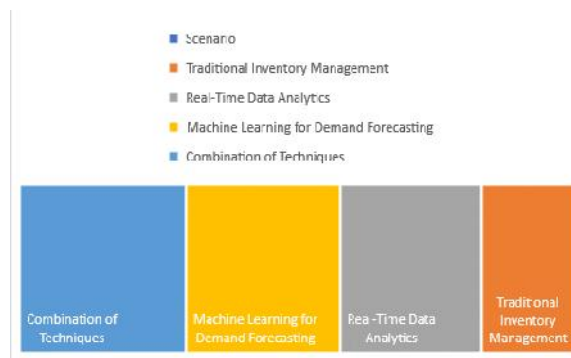 Scenario
Traditional Inventory Management
Real-Time Data Analytics
Machine Learning for Demand Forecasting
Combination of Techniques
Combination of
Techniques
Machine Learning for
Demand Forecasting
Real-Time Data
Analytics
Traditional
Inventory
Management